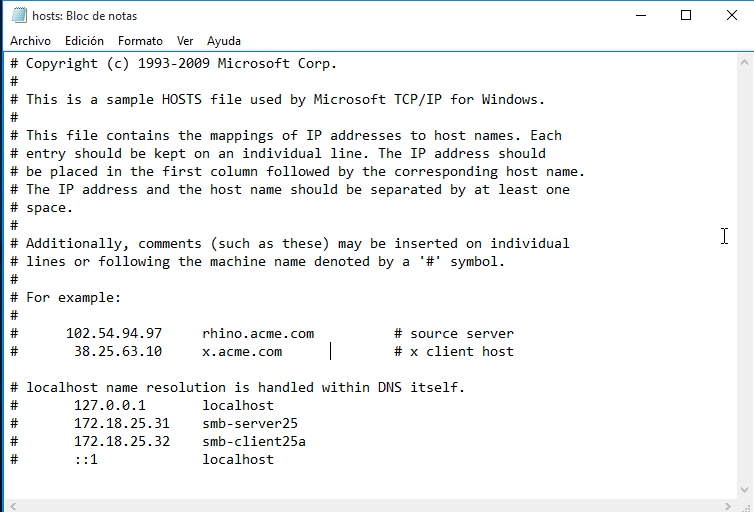 hosts: Bloc de notas
Archivo Edición Formato Ver Ayuda
# Copyright (c) 1993-2009 Microsoft Corp.
#
# This is a sample HOSTS file used by Microsoft TCP/IP for Windows.
#
# This file contains the mappings of IP addresses to host names. Each
# entry should be kept on an individual line. The IP address should
# be placed in the first column followed by the corresponding host name.
# The IP address and the host name should be separated by at least one
# space.
#
# Additionally, comments (such as these) may be inserted on individual
# lines or following the machine name denoted by a '#' symbol.
#
# For example:
#
#      102.54.94.97     rhino.acme.com          # source server
#       38.25.63.10     x.acme.com              # x client host

# localhost name resolution is handled within DNS itself.
#       127.0.0.1       localhost
#       172.18.25.31    smb-server25
#       172.18.25.32    smb-client25a
#       ::1             localhost